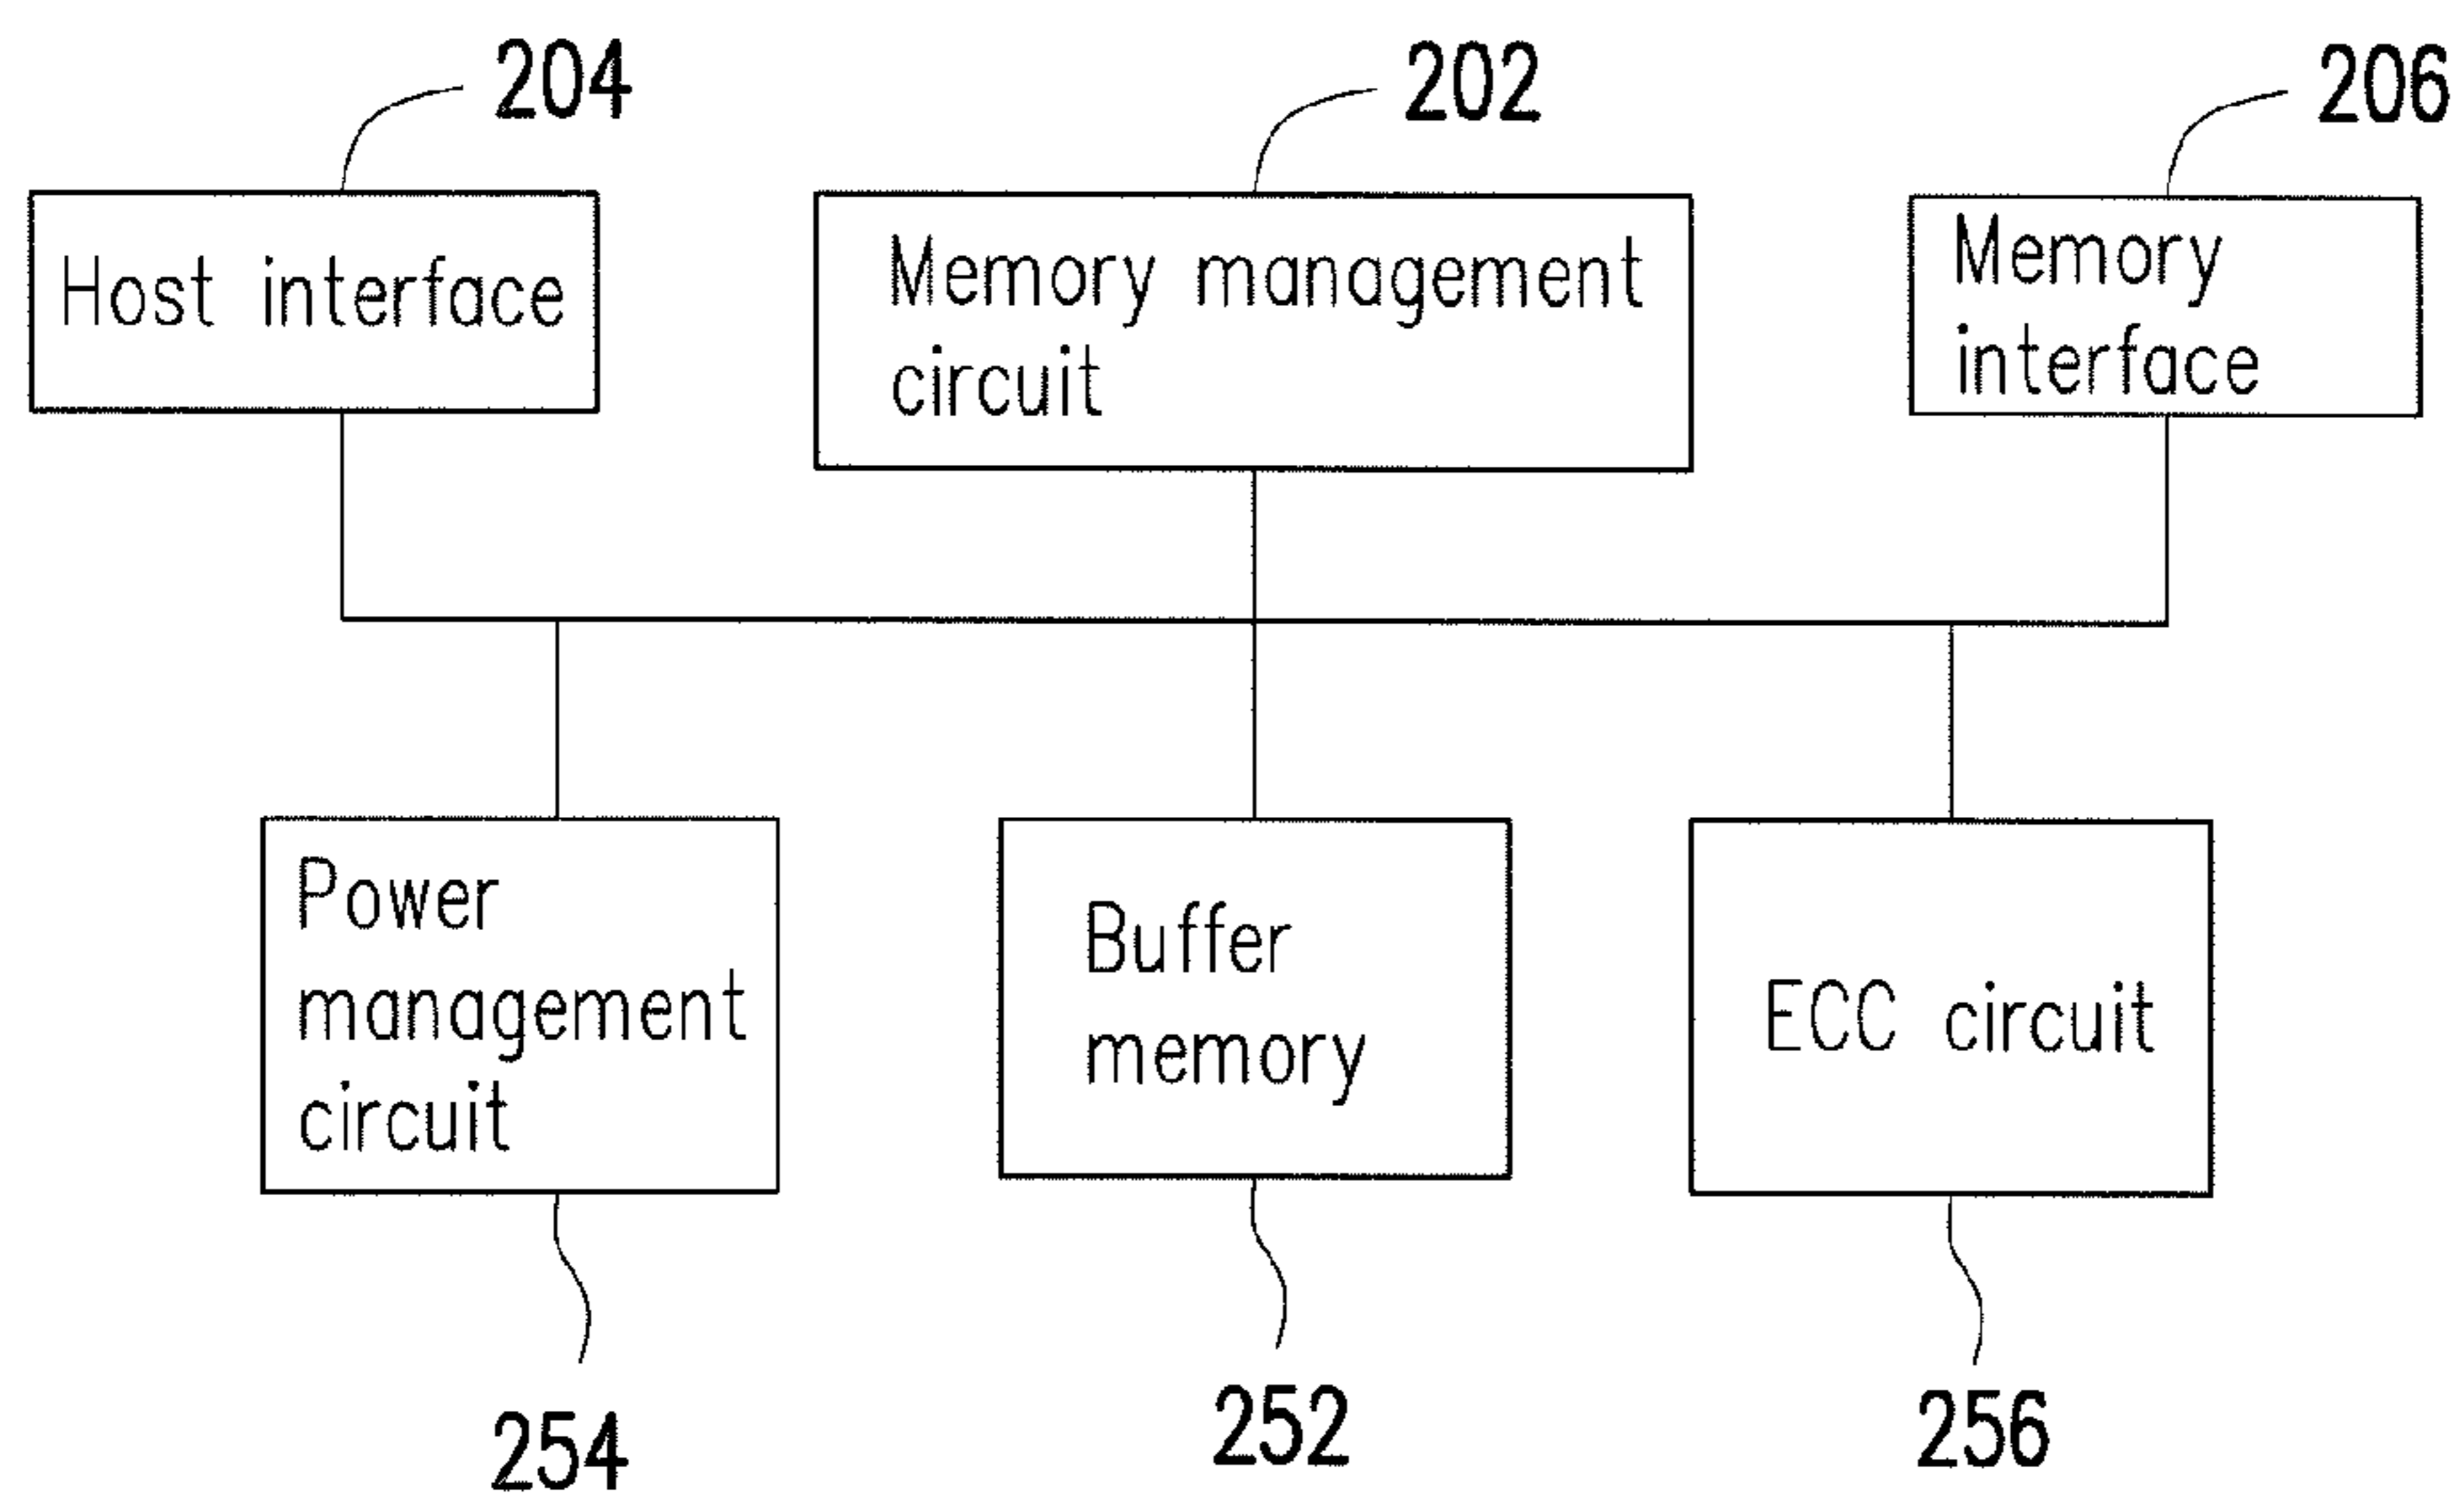 204
202
206
Host interface
Memory management
circuit
Memory
interface
Power
management
circuit
Buffer
memory
ECC circuit
254
252
256